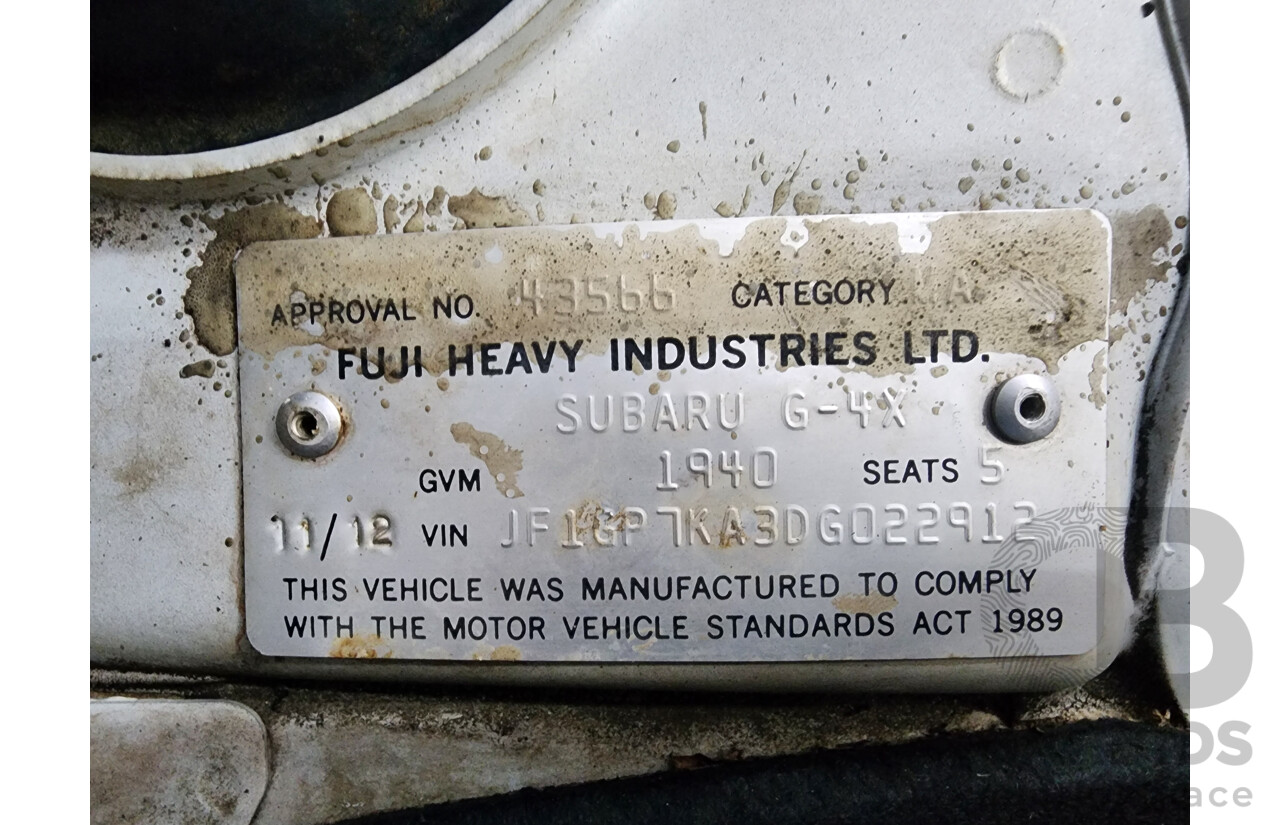 APPROVAL NO. 43566 CATEGORY
FUJI HEAVY INDUSTRIES LTD.
SUBARU G-4X
GVM 1940 SEATS 5
11/12 VIN JF1GP7KA3DG022912
THIS VEHICLE WAS MANUFACTURED TO COMPLY
WITH THE MOTOR VEHICLE STANDARDS ACT 1989